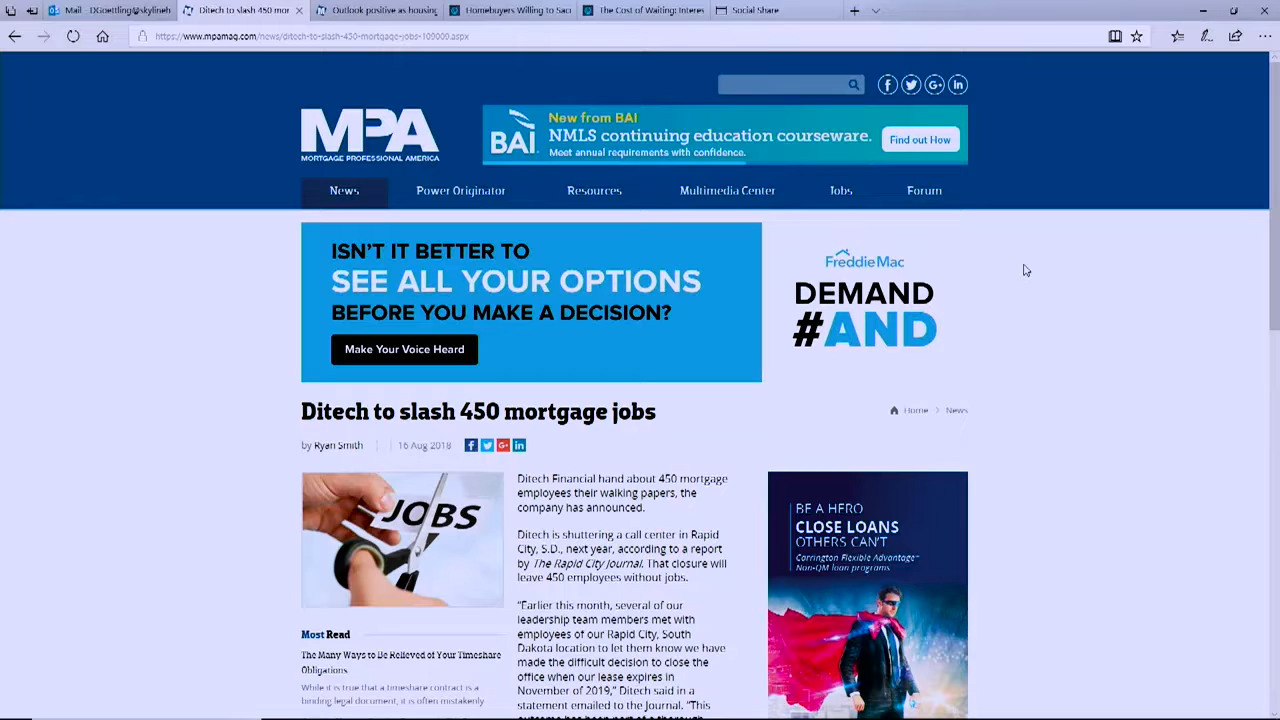 Mail - DGoettling@skylineh
Ditech to slash 450 mor
Outlook positive as housing
Homebuyers Willing to Saci
The Cost of Waiting: Interes
Social Share
https://www.mpamag.com/news/ditech-to-slash-450-mortgage-jobs-109009.aspx
MPA
MORTGAGE PROFESSIONAL AMERICA
BAI
New from BAI
NMLS continuing education courseware.
Meet annual requirements with confidence.
Find out How
News
Power Originator
Resources
Multimedia Center
Jobs
Forum
ISN'T IT BETTER TO
SEE ALL YOUR OPTIONS
BEFORE YOU MAKE A DECISION?
Make Your Voice Heard
FreddieMac
DEMAND
#AND
Ditech to slash 450 mortgage jobs
Home > News
by Ryan Smith | | 16 Aug 2018
JOBS
Ditech Financial hand about 450 mortgage
employees their walking papers, the
company has announced.
Ditech is shuttering a call center in Rapid
City, S.D., next year, according to a report
by The Rapid City Journal. That closure will
leave 450 employees without jobs.
"Earlier this month, several of our
leadership team members met with
employees of our Rapid City, South
Dakota location to let them know we have
made the difficult decision to close the
office when our lease expires in
November of 2019," Ditech said in a
statement emailed to the Journal. "This
Most Read
The Many Ways to Be Relieved of Your Timeshare
Obligations
While it is true that a timeshare contract is a
binding legal document, it is often mistakenly
BE A HERO
CLOSE LOANS
OTHERS CAN'T
Carrington Flexible Advantage™
Non-QM loan programs